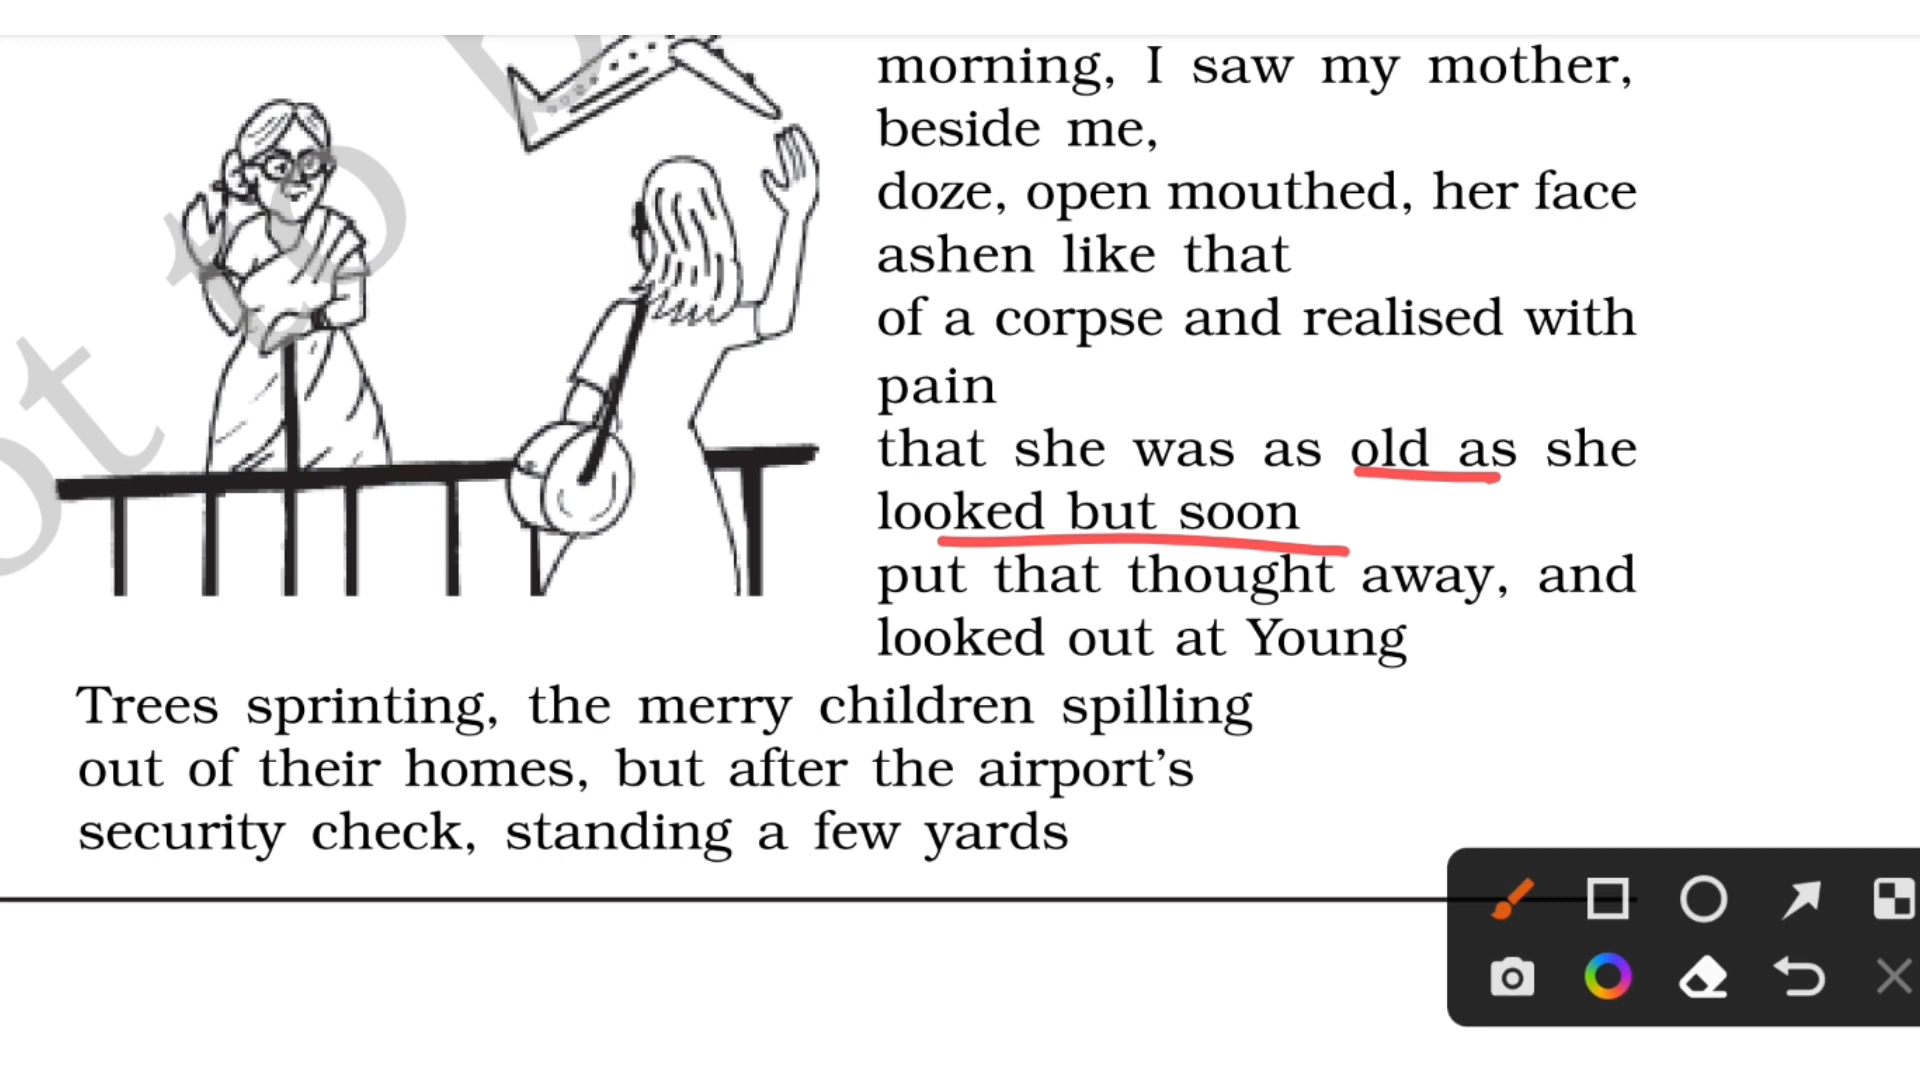 morning, I saw my mother,
beside me,
doze, open mouthed, her face
ashen like that
of a corpse and realised with
pain
that she was as old as she
looked but soon
put that thought away, and
looked out at Young
Trees sprinting, the merry children spilling
out of their homes, but after the airport's
security check, standing a few yards